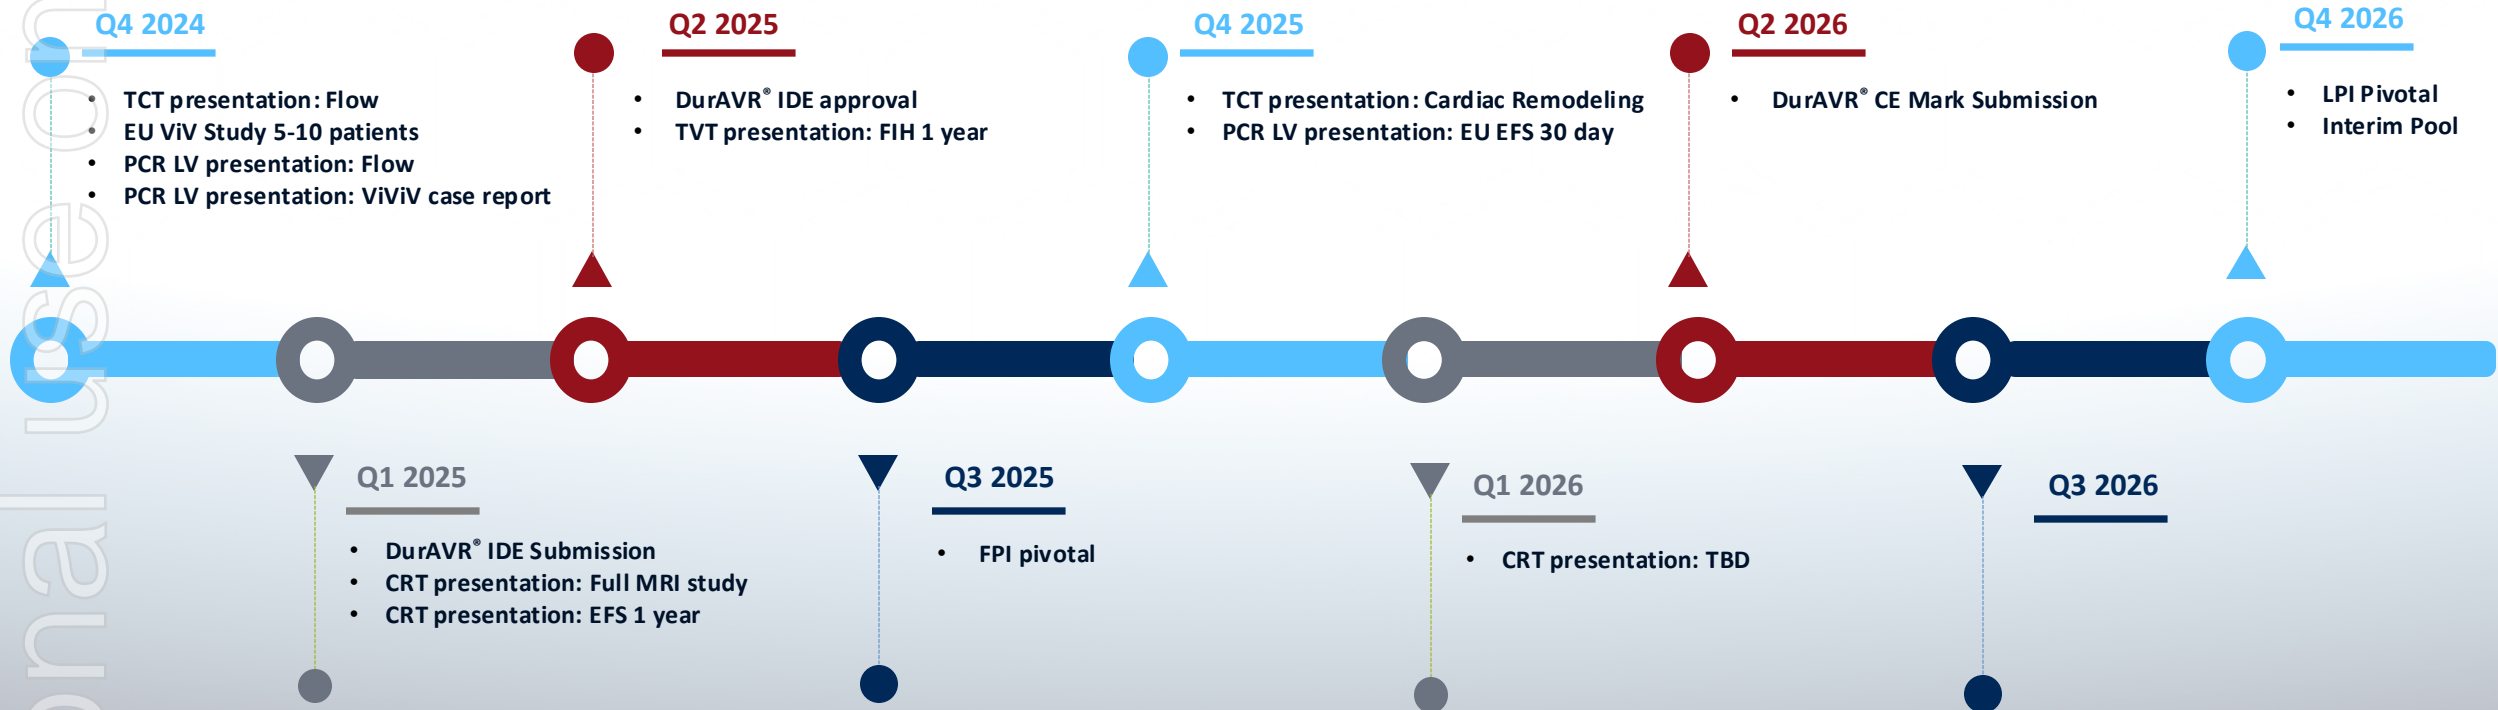 Q4 2024
• TCT presentation: Flow
• EU ViV Study 5-10 patients
• PCR LV presentation: Flow
• PCR LV presentation: ViViV case report
Q2 2025
• DurAVR® IDE approval
• TVT presentation: FIH 1 year
Q4 2025
• TCT presentation: Cardiac Remodeling
• PCR LV presentation: EU EFS 30 day
Q2 2026
• DurAVR® CE Mark Submission
Q4 2026
• LPI Pivotal
• Interim Pool
Q1 2025
• DurAVR® IDE Submission
• CRT presentation: Full MRI study
• CRT presentation: EFS 1 year
Q3 2025
• FPI pivotal
Q1 2026
• CRT presentation: TBD
Q3 2026
onal use on